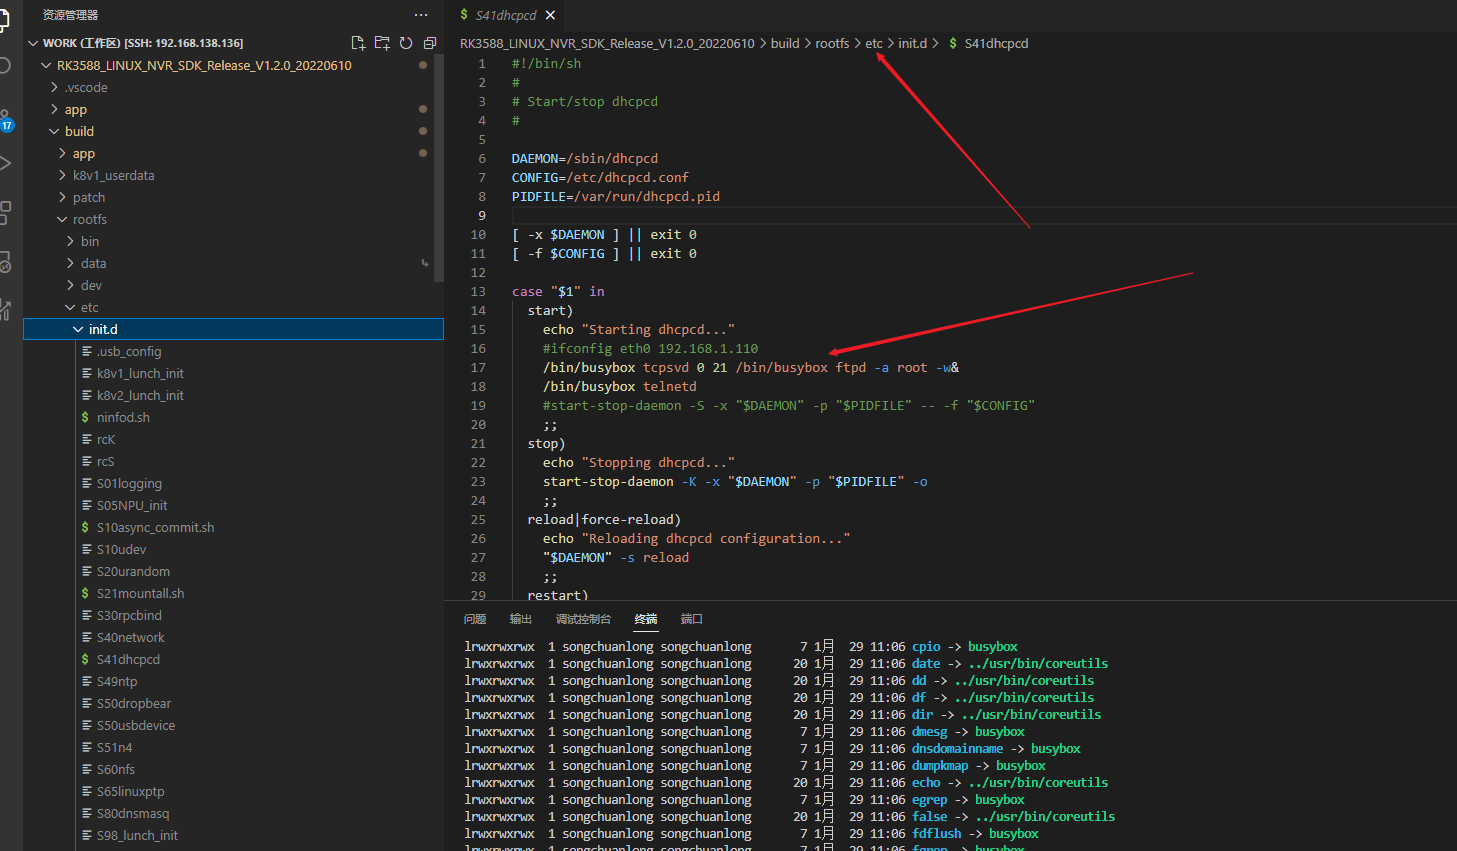 资源管理器
WORK (工作区) [SSH: 192.168.138.136]
RK3588_LINUX_NVR_SDK_Release_V1.2.0_20220610
.vscode
app
build
app
k8v1_userdata
patch
rootfs
bin
data
dev
etc
init.d
.usb_config
k8v1_lunch_init
k8v2_lunch_init
$ ninfod.sh
rcK
rcS
S01logging
S05NPU_init
$ S10async_commit.sh
S10udev
S20urandom
$ S21mountall.sh
S30rpcbind
S40network
$ S41dhcpcd
S49ntp
S50dropbear
S50usbdevice
S51n4
S60nfs
S65linuxptp
S80dnsmasq
S98_lunch_init
17
$ S41dhcpcd
RK3588_LINUX_NVR_SDK_Release_V1.2.0_20220610 > build > rootfs > etc > init.d > $ S41dhcpcd
1 #!/bin/sh
2 #
3 # Start/stop dhcpcd
4 #
5
6 DAEMON=/sbin/dhcpcd
7 CONFIG=/etc/dhcpcd.conf
8 PIDFILE=/var/run/dhcpcd.pid
9
10 [ -x $DAEMON ] || exit 0
11 [ -f $CONFIG ] || exit 0
12
13 case "$1" in
14 start)
15 echo "Starting dhcpcd..."
16 #ifconfig eth0 192.168.1.110
17 /bin/busybox tcpsvd 0 21 /bin/busybox ftpd -a root -w&
18 /bin/busybox telnetd
19 #start-stop-daemon -S -x "$DAEMON" -p "$PIDFILE" -- -f "$CONFIG"
20 ;;
21 stop)
22 echo "Stopping dhcpcd..."
23 start-stop-daemon -K -x "$DAEMON" -p "$PIDFILE" -o
24 ;;
25 reload|force-reload)
26 echo "Reloading dhcpcd configuration..."
27 "$DAEMON" -s reload
28 ;;
29 restart)
问题 输出 调试控制台 终端 端口
lrwxrwxrwx 1 songchuanlong songchuanlong 7 1月 29 11:06 cpio -> busybox
lrwxrwxrwx 1 songchuanlong songchuanlong 20 1月 29 11:06 date -> ../usr/bin/coreutils
lrwxrwxrwx 1 songchuanlong songchuanlong 20 1月 29 11:06 dd -> ../usr/bin/coreutils
lrwxrwxrwx 1 songchuanlong songchuanlong 20 1月 29 11:06 df -> ../usr/bin/coreutils
lrwxrwxrwx 1 songchuanlong songchuanlong 20 1月 29 11:06 dir -> ../usr/bin/coreutils
lrwxrwxrwx 1 songchuanlong songchuanlong 7 1月 29 11:06 dmesg -> busybox
lrwxrwxrwx 1 songchuanlong songchuanlong 7 1月 29 11:06 dnsdomainname -> busybox
lrwxrwxrwx 1 songchuanlong songchuanlong 7 1月 29 11:06 dumpkmap -> busybox
lrwxrwxrwx 1 songchuanlong songchuanlong 20 1月 29 11:06 echo -> ../usr/bin/coreutils
lrwxrwxrwx 1 songchuanlong songchuanlong 7 1月 29 11:06 egrep -> busybox
lrwxrwxrwx 1 songchuanlong songchuanlong 20 1月 29 11:06 false -> ../usr/bin/coreutils
lrwxrwxrwx 1 songchuanlong songchuanlong 7 1月 29 11:06 fdflush -> busybox
lrwxrwxrwx 1 songchuanlong songchuanlong 7 1月 29 11:06 fgrep -> busybox